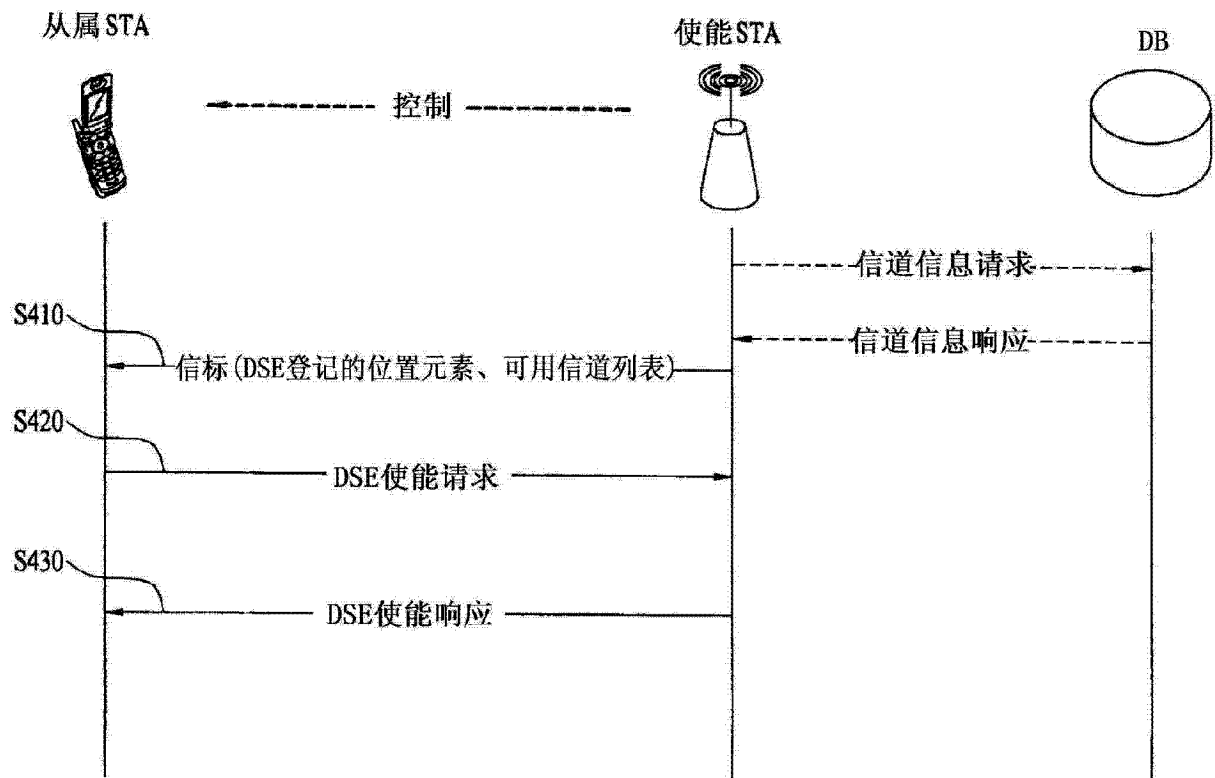 从属STA
使能STA
DB
控制
信道信息请求
S410
信道信息响应
信标(DSE登记的位置元素、可用信道列表)
S420
DSE使能请求
S430
DSE使能响应